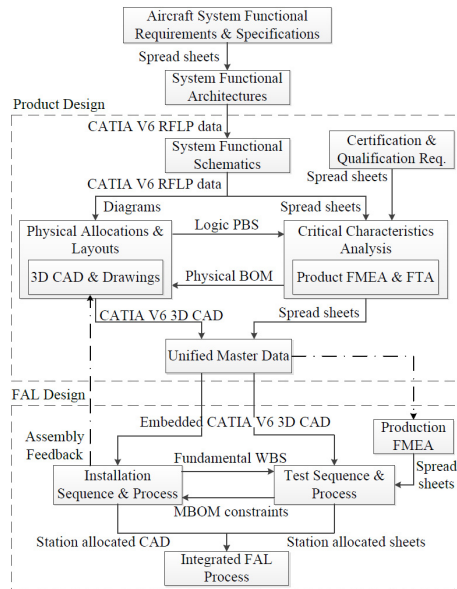 Aircraft System Functional
Requirements & Specifications
Spread sheets
System Functional
Architectures
Product Design
CATIA V6 RFLP data
System Functional
Schematics
Certification &
Qualification Req.
CATIA V6 RFLP data
Spread sheets
Diagrams
Spread sheets
Physical Allocations &
Layouts
3D CAD & Drawings
Logic PBS
Physical BOM
Critical Characteristics
Analysis
Product FMEA & FTA
CATIA V6 3D CAD
Spread sheets
Unified Master Data
FAL Design
Embedded CATIA V6 3D CAD
Assembly
Feedback
Production
FMEA
Fundamental WBS
Spread
sheets
Installation
Sequence & Process
Test Sequence &
Process
MBOM constraints
Station allocated CAD
Station allocated sheets
Integrated FAL
Process